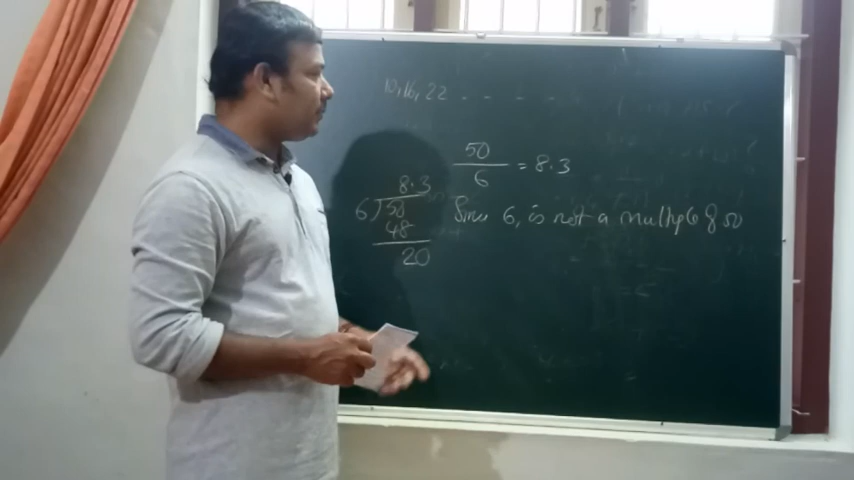 10, 16, 22 - - - -
50/6 = 8.3
8.3
6)50
48
20
Since 6, is not a multiple of 50